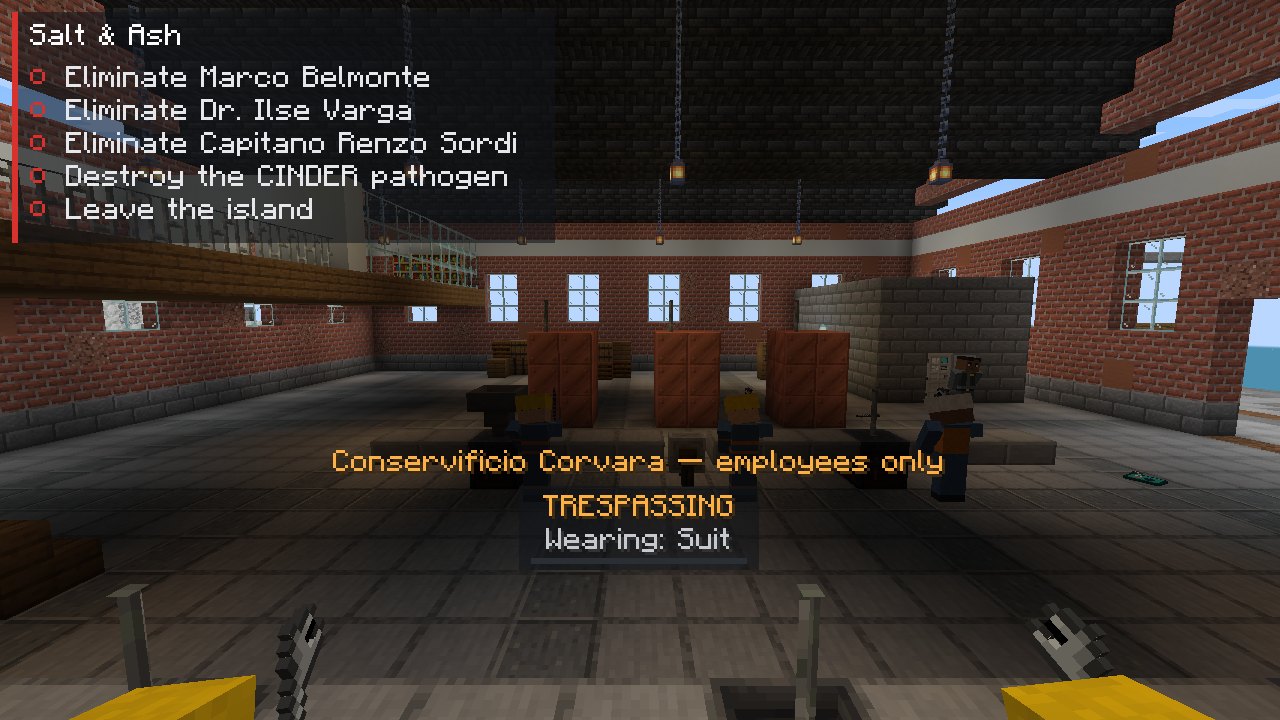 Salt & Ash
Eliminate Marco Belmonte
Eliminate Dr. Ilse Varga
Eliminate Capitano Renzo Sordi
Destroy the CINDER pathogen
Leave the island
Conservificio Corvara — employees only
TRESPASSING
Wearing: Suit